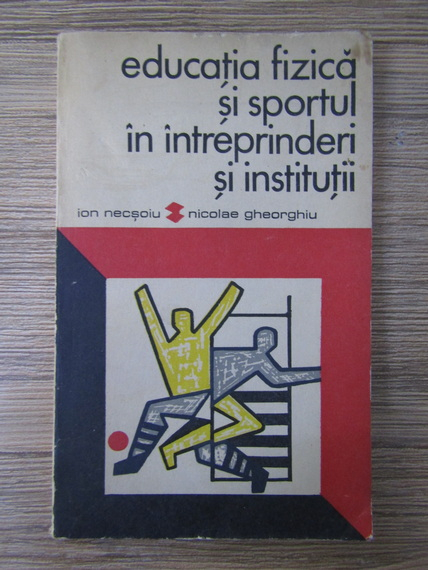 educația fizică
și sportul
în întreprinderi
și instituții
ion necșoiu nicolae gheorghiu